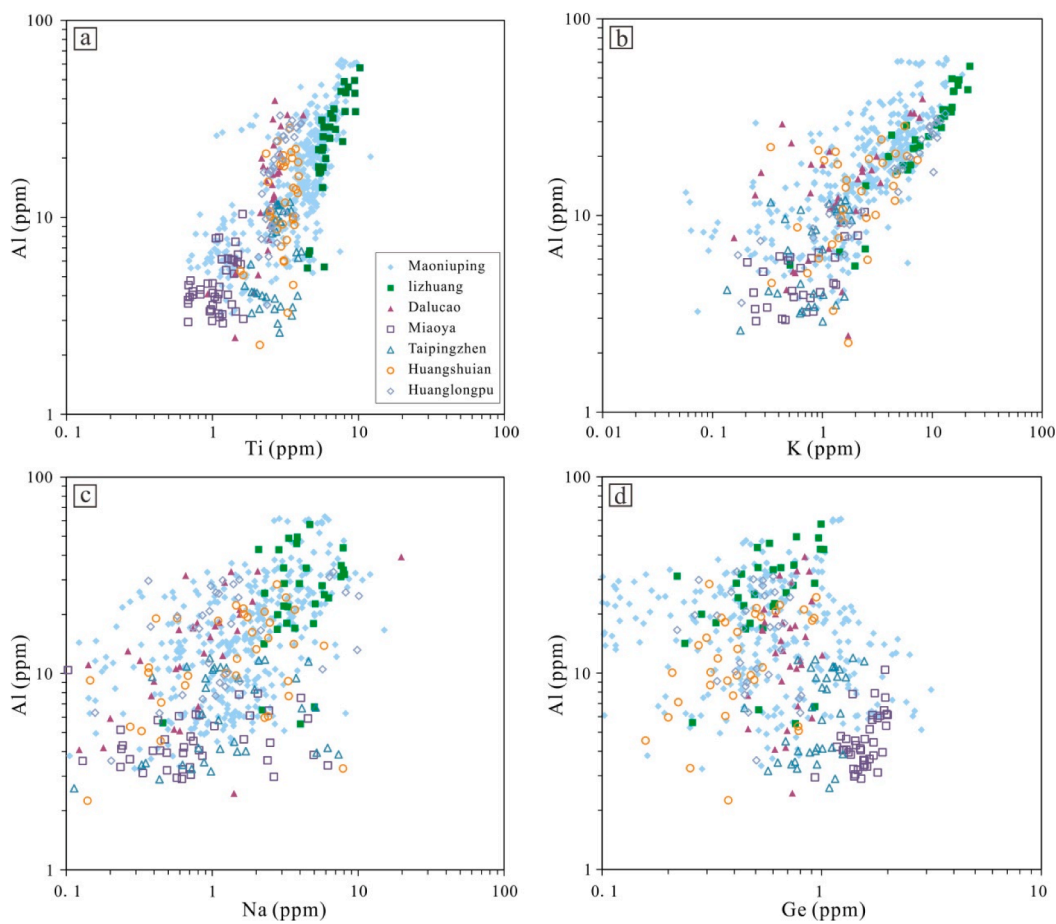 a
100
10
1
Al (ppm)
0.1
1
10
100
Ti (ppm)
Maoniuping
lizhuang
Dalucao
Miaoya
Taipingzhen
Huangshuian
Huanglongpu
b
100
10
1
Al (ppm)
0.01
0.1
1
10
100
K (ppm)
c
100
10
1
Al (ppm)
0.1
1
10
100
Na (ppm)
d
100
10
1
Al (ppm)
0.1
1
10
Ge (ppm)